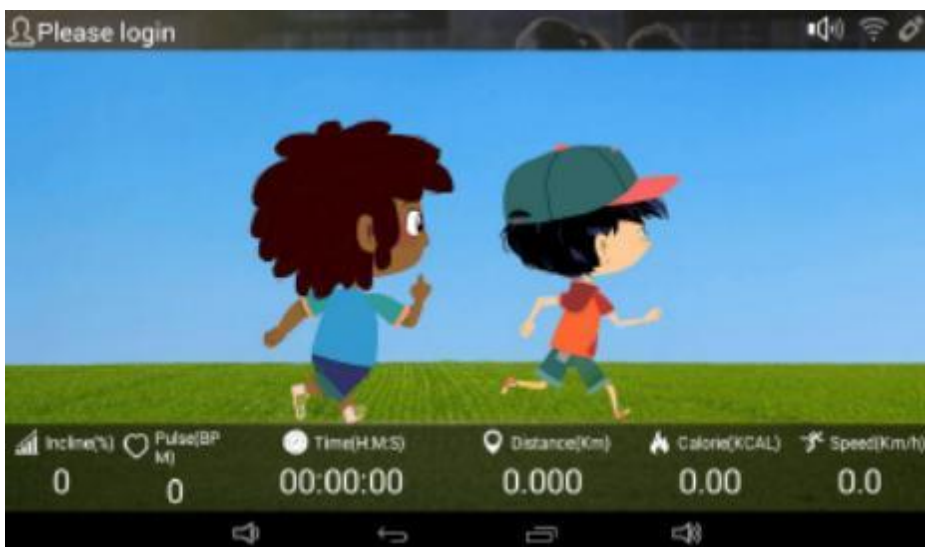 Please login
Incline(%)
Pulse(BP
M)
Time(H:M:S)
Distance(Km)
Calorie(KCAL)
Speed(Km/h)
0
0
00:00:00
0.000
0.00
0.0